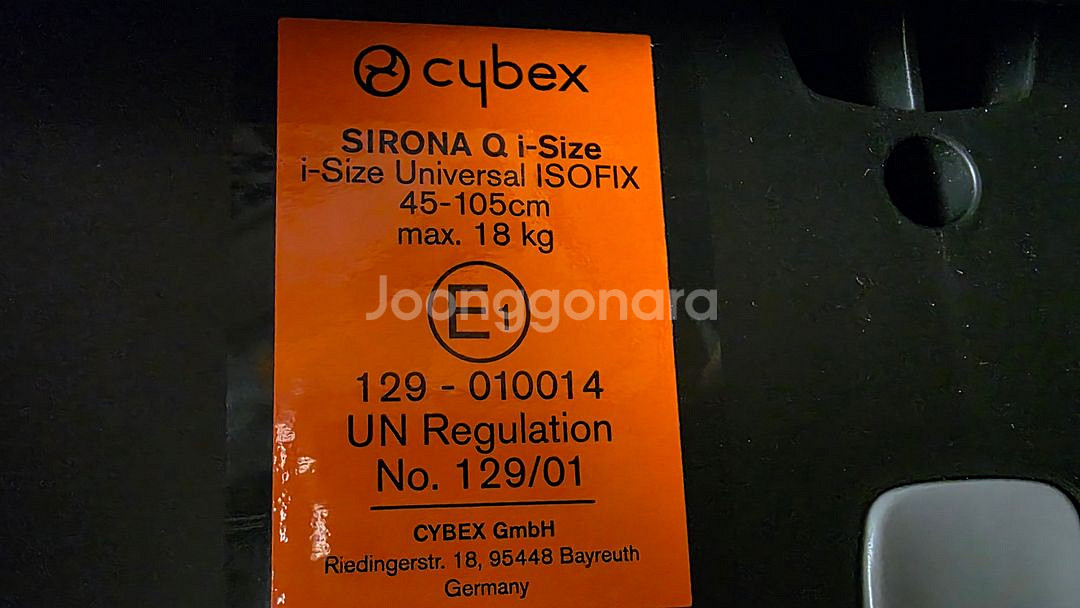 cybex
SIRONA Q i-Size
i-Size Universal ISOFIX
45-105cm
max. 18 kg
Joonggonara
E1
129 - 010014
UN Regulation
No. 129/01
CYBEX GmbH
Riedingerstr. 18, 95448 Bayreuth
Germany